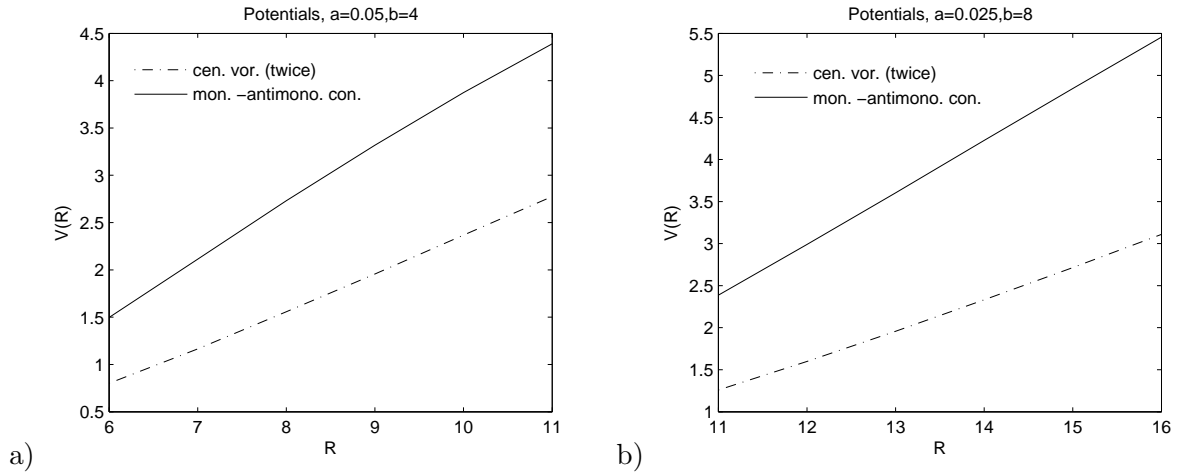 Potentials, a=0.05,b=4
4.5
4
3.5
3
2.5
2
1.5
1
0.5
V(R)
cen. vor. (twice)
mon. −antimono. con.
6 7 8 9 10 11
R
a)
Potentials, a=0.025,b=8
5.5
5
4.5
4
3.5
3
2.5
2
1.5
1
V(R)
cen. vor. (twice)
mon. −antimono. con.
11 12 13 14 15 16
R
b)